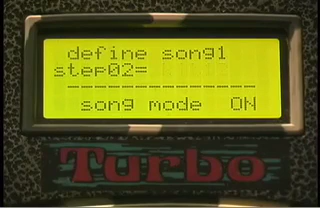 define song1
step02=
-------------
song mode ON
Turbo